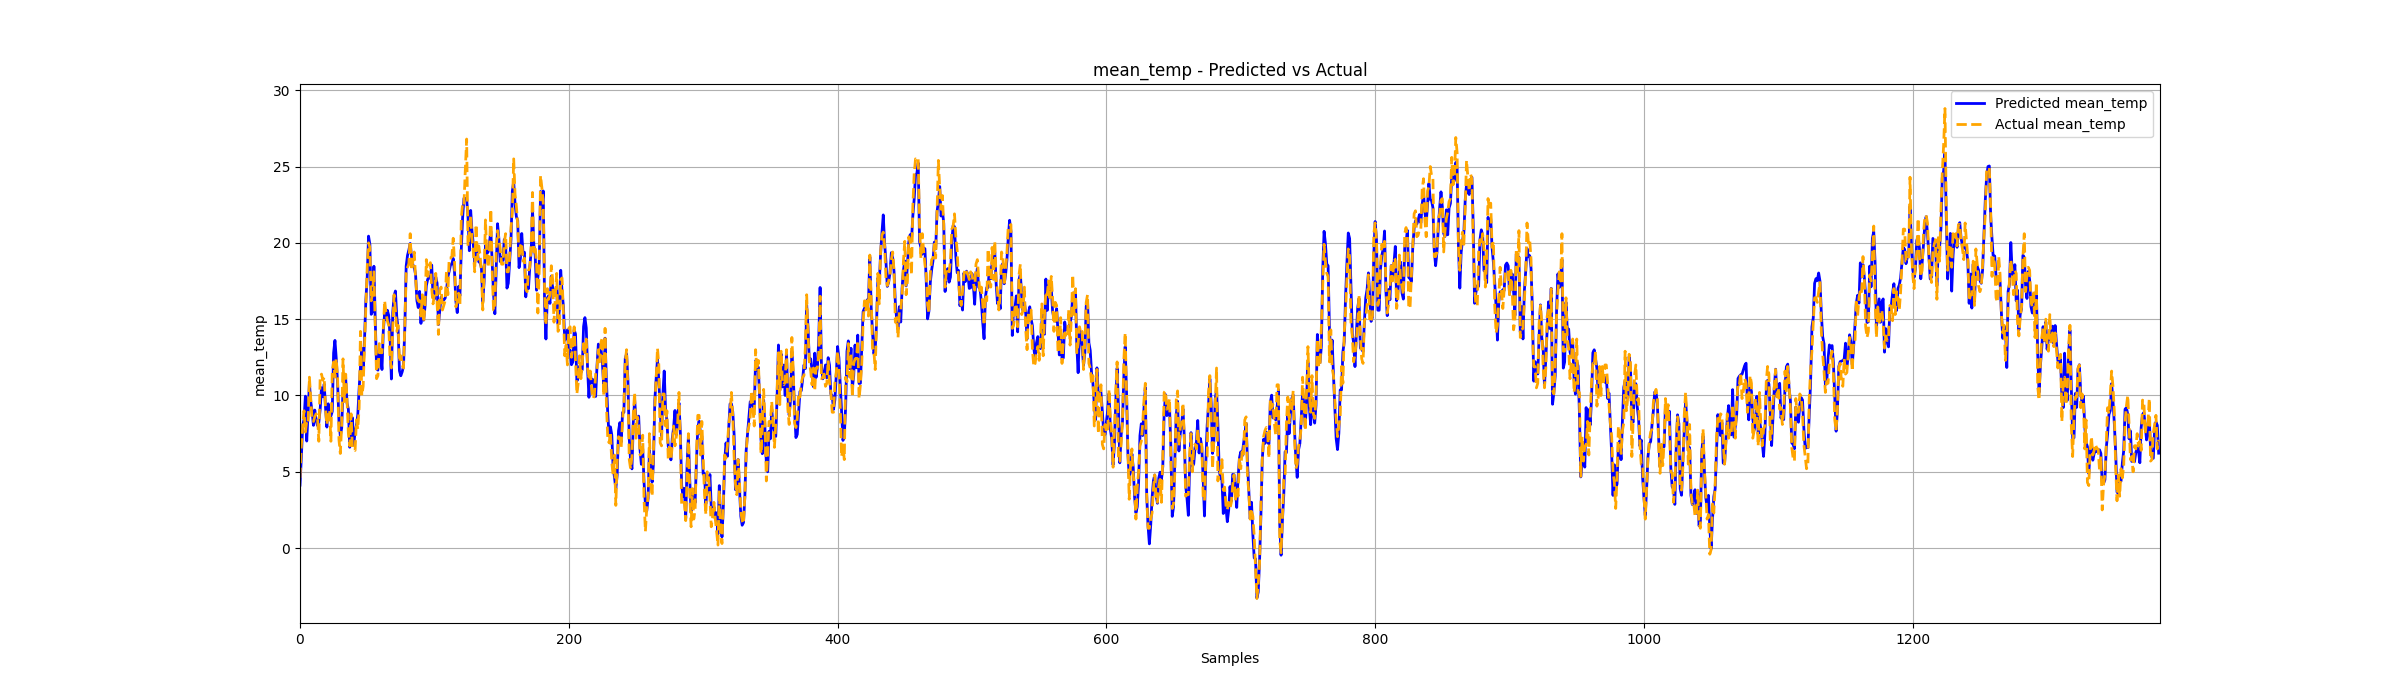 mean_temp - Predicted vs Actual
30
25
20
15
10
5
0
mean_temp
Predicted mean_temp
Actual mean_temp
0
200
400
600
800
1000
1200
Samples